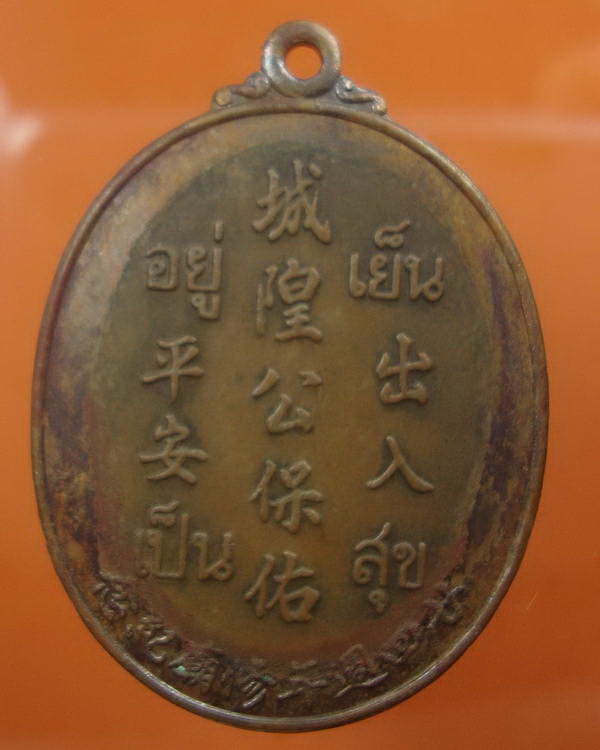 城隍公保佑
出入
平安
อยู่ เย็น
เป็น สุข